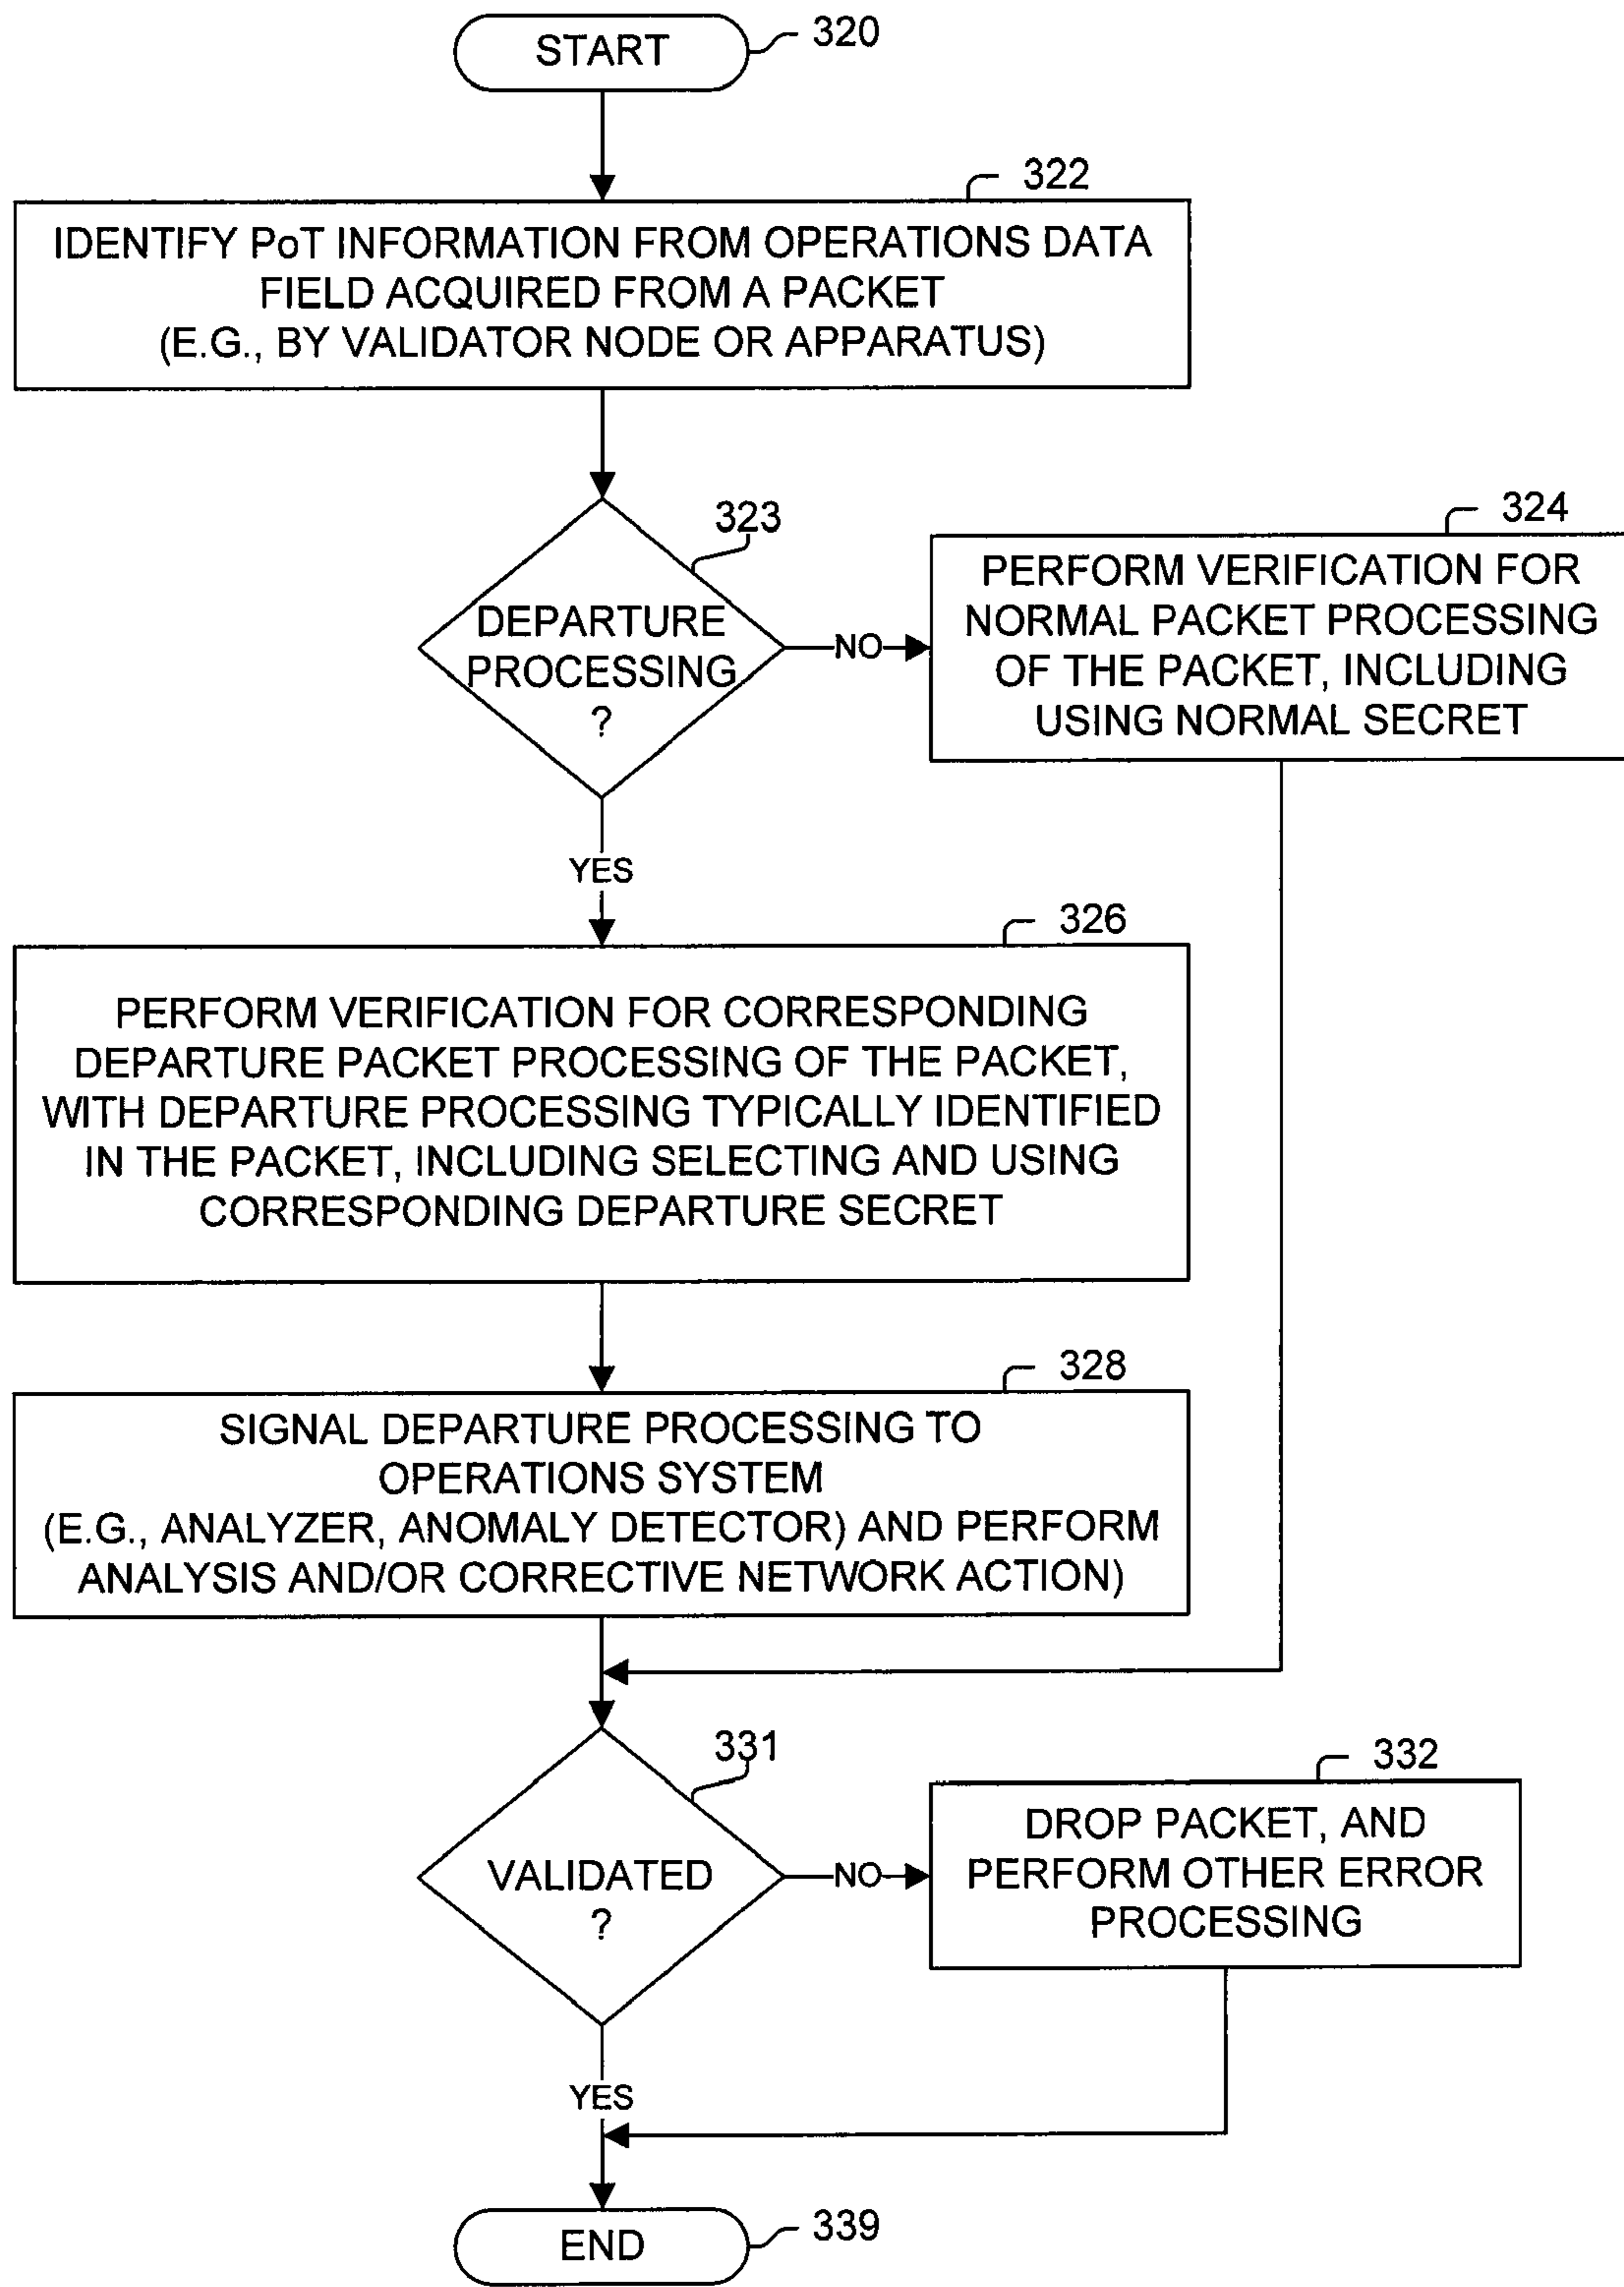 START
320
322
IDENTIFY PoT INFORMATION FROM OPERATIONS DATA
FIELD ACQUIRED FROM A PACKET
(E.G., BY VALIDATOR NODE OR APPARATUS)
323
DEPARTURE
PROCESSING
?
NO
324
PERFORM VERIFICATION FOR
NORMAL PACKET PROCESSING
OF THE PACKET, INCLUDING
USING NORMAL SECRET
YES
326
PERFORM VERIFICATION FOR CORRESPONDING
DEPARTURE PACKET PROCESSING OF THE PACKET,
WITH DEPARTURE PROCESSING TYPICALLY IDENTIFIED
IN THE PACKET, INCLUDING SELECTING AND USING
CORRESPONDING DEPARTURE SECRET
328
SIGNAL DEPARTURE PROCESSING TO
OPERATIONS SYSTEM
(E.G., ANALYZER, ANOMALY DETECTOR) AND PERFORM
ANALYSIS AND/OR CORRECTIVE NETWORK ACTION)
331
VALIDATED
?
NO
332
DROP PACKET, AND
PERFORM OTHER ERROR
PROCESSING
YES
END
339